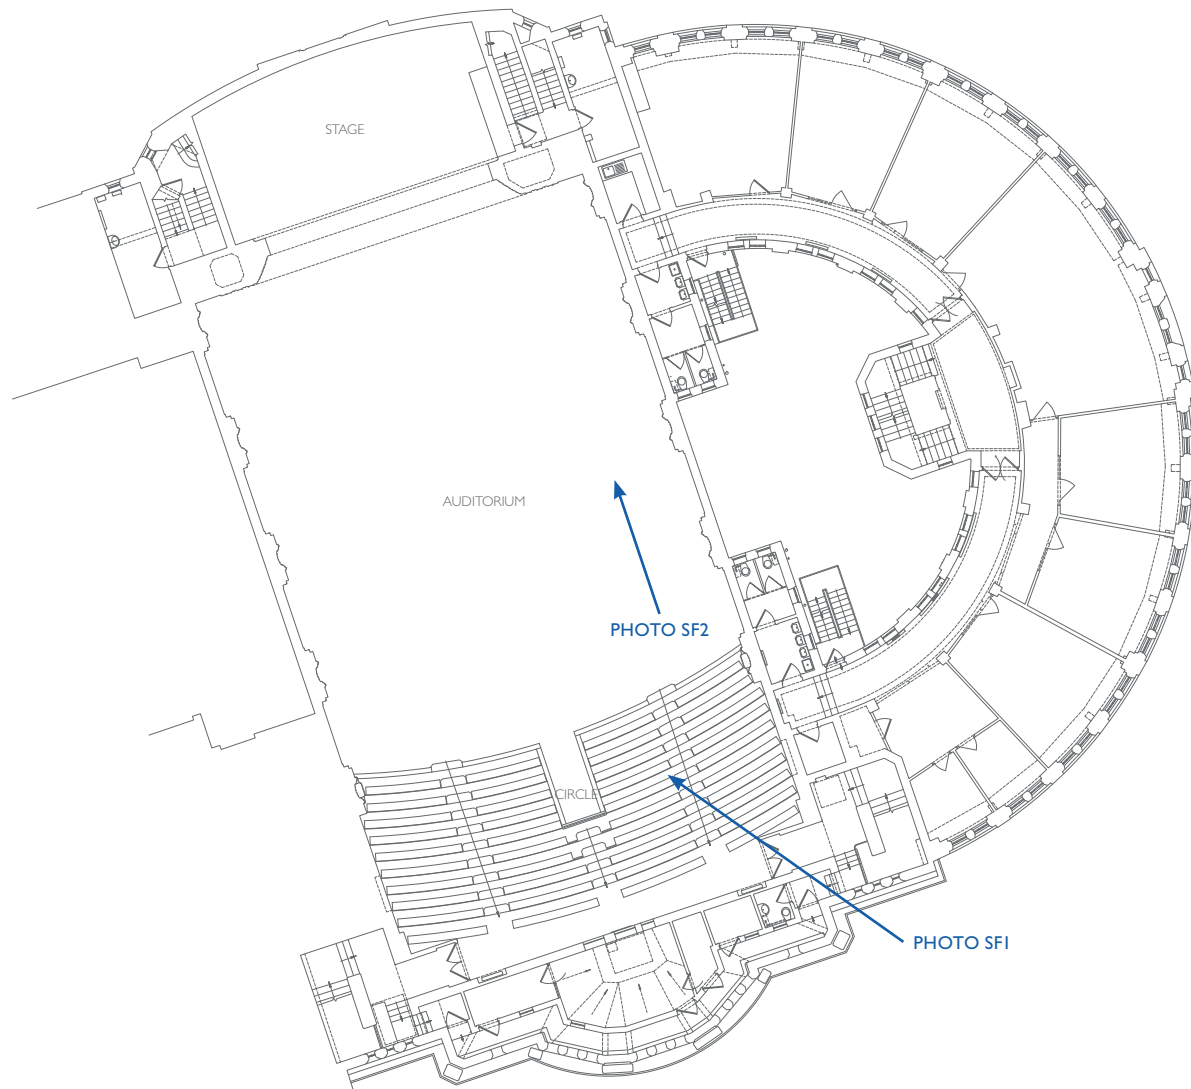 STAGE
AUDITORIUM
PHOTO SF2
CIRCLE
PHOTO SF1